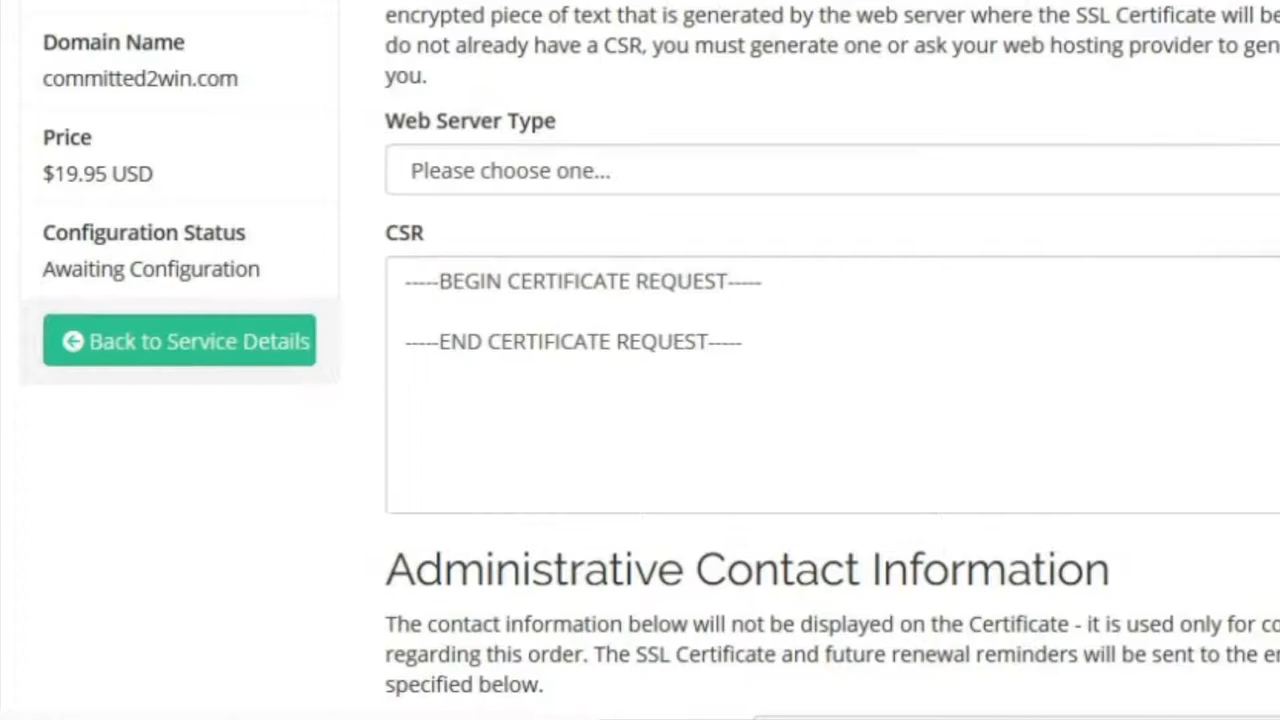 Domain Name
committed2win.com
Price
$19.95 USD
Configuration Status
Awaiting Configuration
Back to Service Details
encrypted piece of text that is generated by the web server where the SSL Certificate will be
do not already have a CSR, you must generate one or ask your web hosting provider to gen
you.
Web Server Type
Please choose one...
CSR
-----BEGIN CERTIFICATE REQUEST-----
-----END CERTIFICATE REQUEST-----
Administrative Contact Information
The contact information below will not be displayed on the Certificate - it is used only for co
regarding this order. The SSL Certificate and future renewal reminders will be sent to the e
specified below.